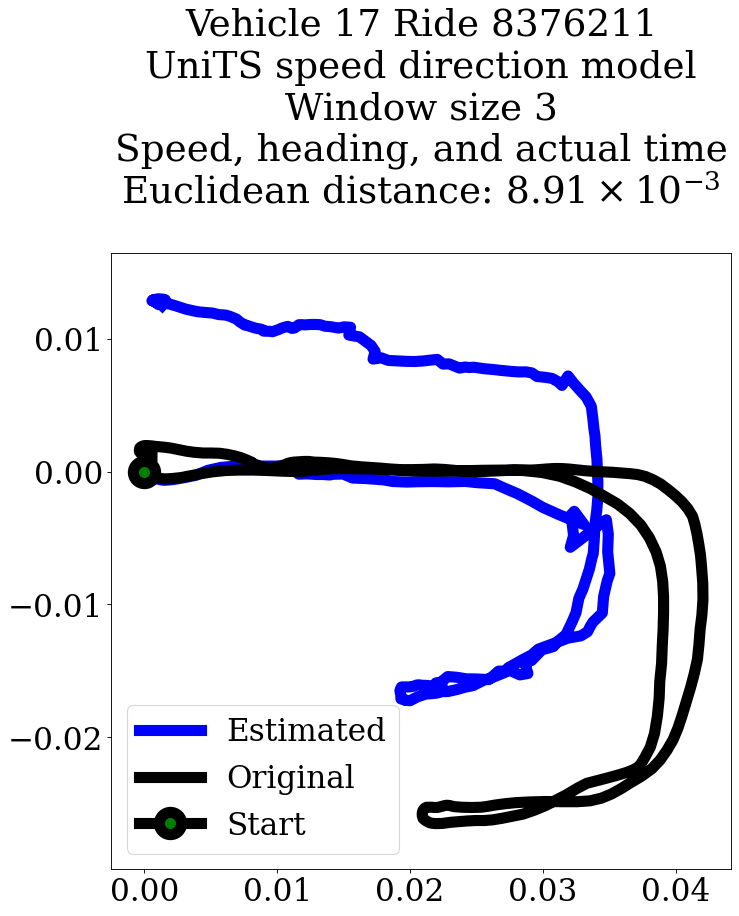 Vehicle 17 Ride 8376211
UniTS speed direction model
Window size 3
Speed, heading, and actual time
Euclidean distance: 8.91 × 10⁻³
0.01
0.00
−0.01
−0.02
Estimated
Original
Start
0.00 0.01 0.02 0.03 0.04